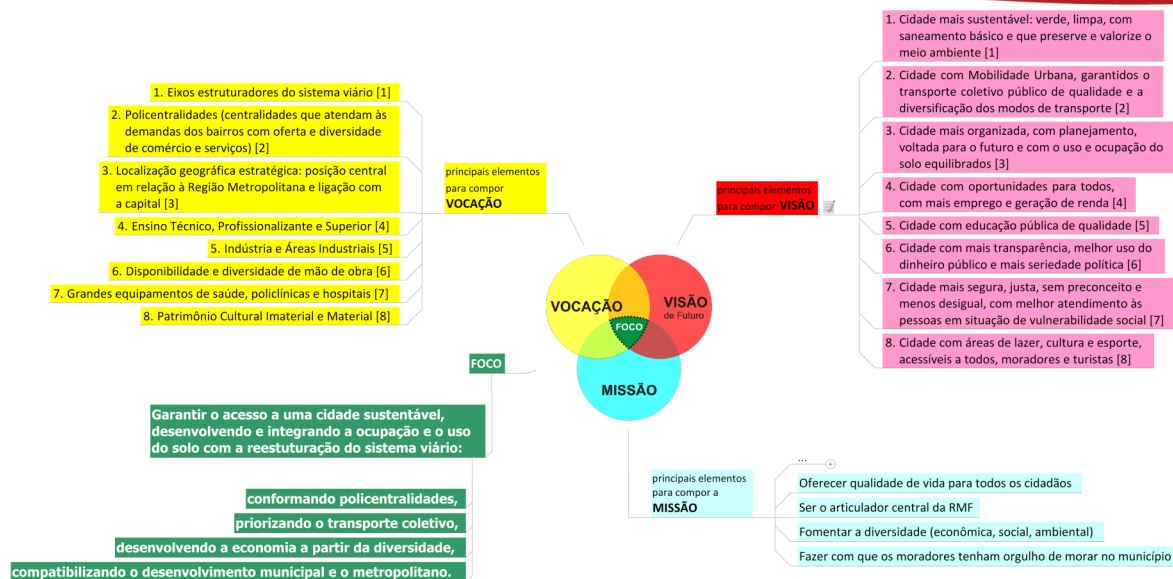 1. Eixos estruturadores do sistema viário [1]
2. Policentralidades (centralidades que atendam às
demandas dos bairros com oferta e diversidade
de comércio e serviços) [2]
3. Localização geográfica estratégica: posição central
em relação à Região Metropolitana e ligação com
a capital [3]
4. Ensino Técnico, Profissionalizante e Superior [4]
5. Indústria e Áreas Industriais [5]
6. Disponibilidade e diversidade de mão de obra [6]
7. Grandes equipamentos de saúde, policlínicas e hospitais [7]
8. Patrimônio Cultural Imaterial e Material [8]
principais elementos
para compor
VOCAÇÃO
principais elementos
para compor VISÃO
1. Cidade mais sustentável: verde, limpa, com
saneamento básico e que preserve e valorize o
meio ambiente [1]
2. Cidade com Mobilidade Urbana, garantidos o
transporte coletivo público de qualidade e a
diversificação dos modos de transporte [2]
3. Cidade mais organizada, com planejamento,
voltada para o futuro e com o uso e ocupação do
solo equilibrados [3]
4. Cidade com oportunidades para todos,
com mais emprego e geração de renda [4]
5. Cidade com educação pública de qualidade [5]
6. Cidade com mais transparência, melhor uso do
dinheiro público e mais seriedade política [6]
7. Cidade mais segura, justa, sem preconceito e
menos desigual, com melhor atendimento às
pessoas em situação de vulnerabilidade social [7]
8. Cidade com áreas de lazer, cultura e esporte,
acessíveis a todos, moradores e turistas [8]
VOCAÇÃO
VISÃO
de Futuro
FOCO
MISSÃO
FOCO
Garantir o acesso a uma cidade sustentável,
desenvolvendo e integrando a ocupação e o uso
do solo com a reestuturação do sistema viário:
conformando policentralidades,
priorizando o transporte coletivo,
desenvolvendo a economia a partir da diversidade,
compatibilizando o desenvolvimento municipal e o metropolitano.
principais elementos
para compor a
MISSÃO
...
Oferecer qualidade de vida para todos os cidadãos
Ser o articulador central da RMF
Fomentar a diversidade (econômica, social, ambiental)
Fazer com que os moradores tenham orgulho de morar no município